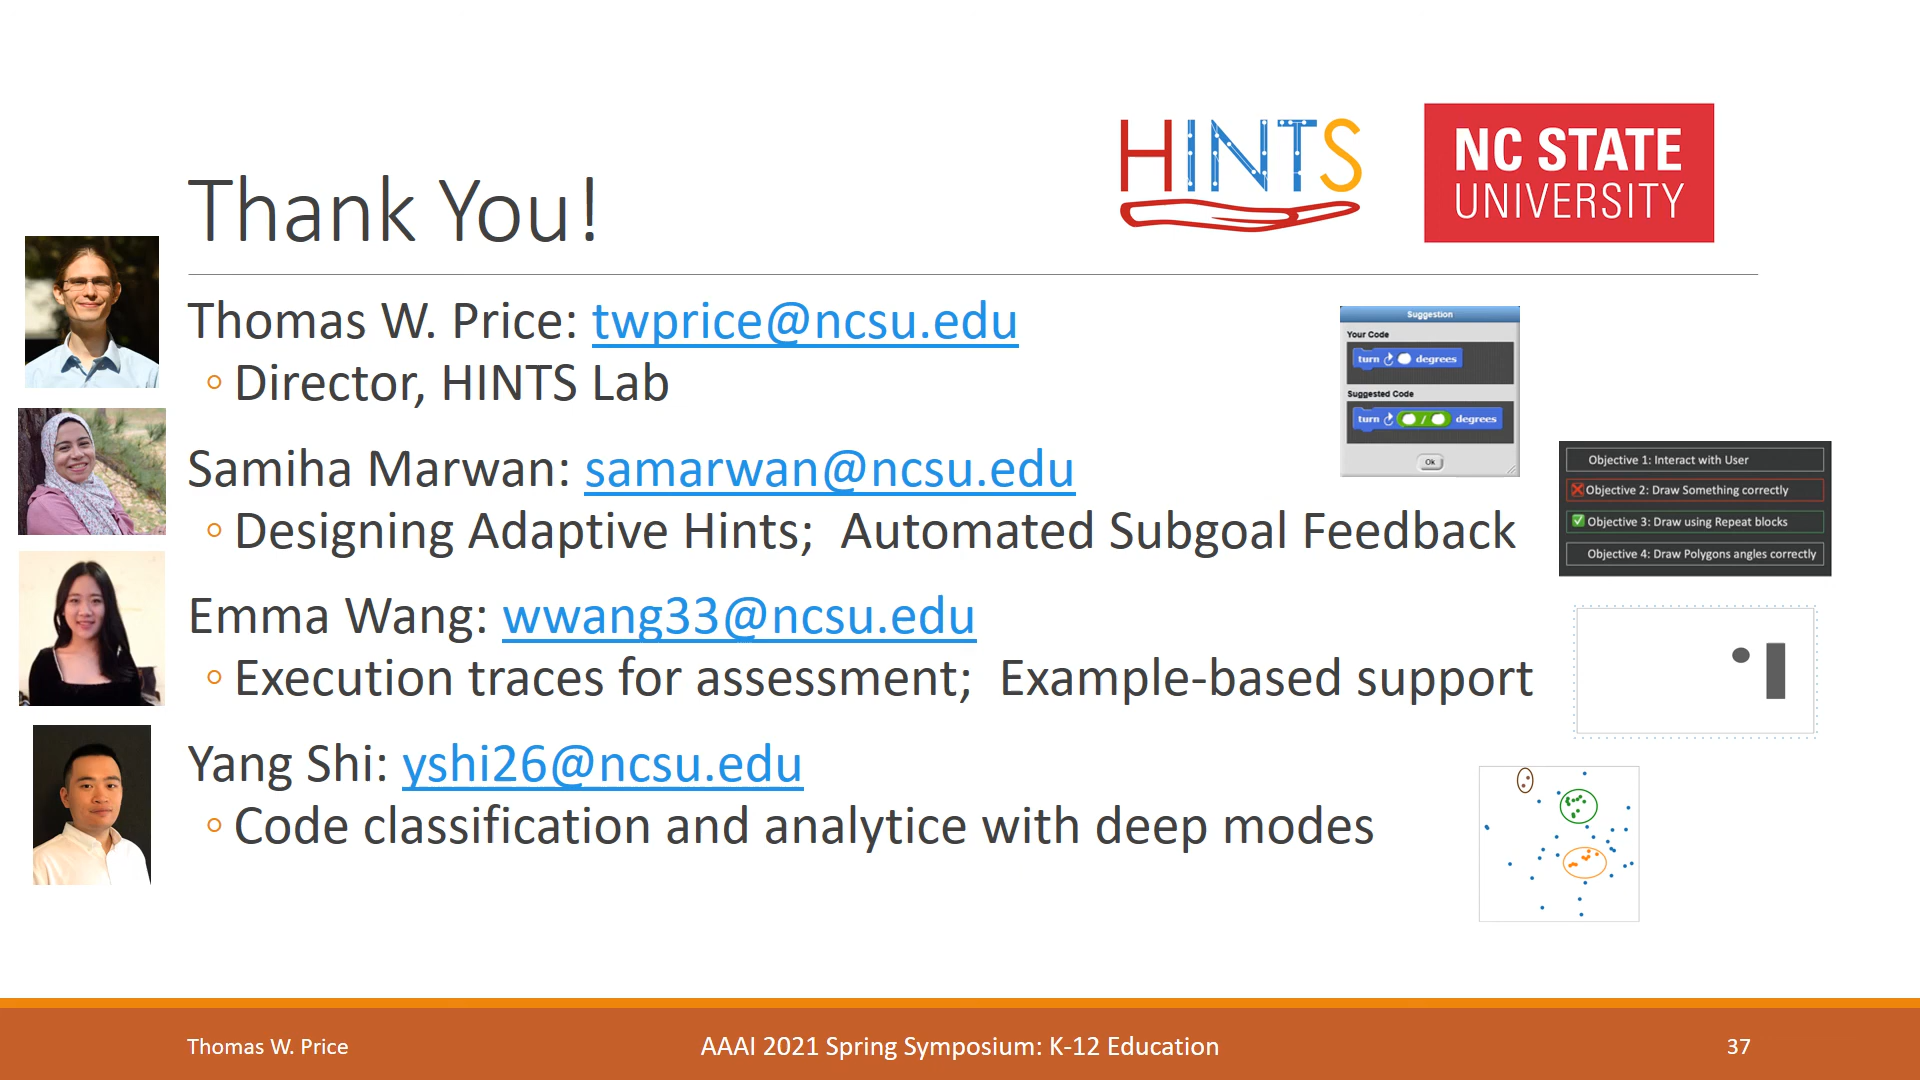 HINTS
NC STATE
UNIVERSITY
Thank You!
Thomas W. Price: twprice@ncsu.edu
Director, HINTS Lab
Suggestion
Your Code
turn degrees
Suggested Code
turn / degrees
Ok
Samiha Marwan: samarwan@ncsu.edu
Designing Adaptive Hints; Automated Subgoal Feedback
Objective 1: Interact with User
Objective 2: Draw Something correctly
Objective 3: Draw using Repeat blocks
Objective 4: Draw Polygons angles correctly
Emma Wang: wwang33@ncsu.edu
Execution traces for assessment; Example-based support
Yang Shi: yshi26@ncsu.edu
Code classification and analytice with deep modes
Thomas W. Price
AAAI 2021 Spring Symposium: K-12 Education
37